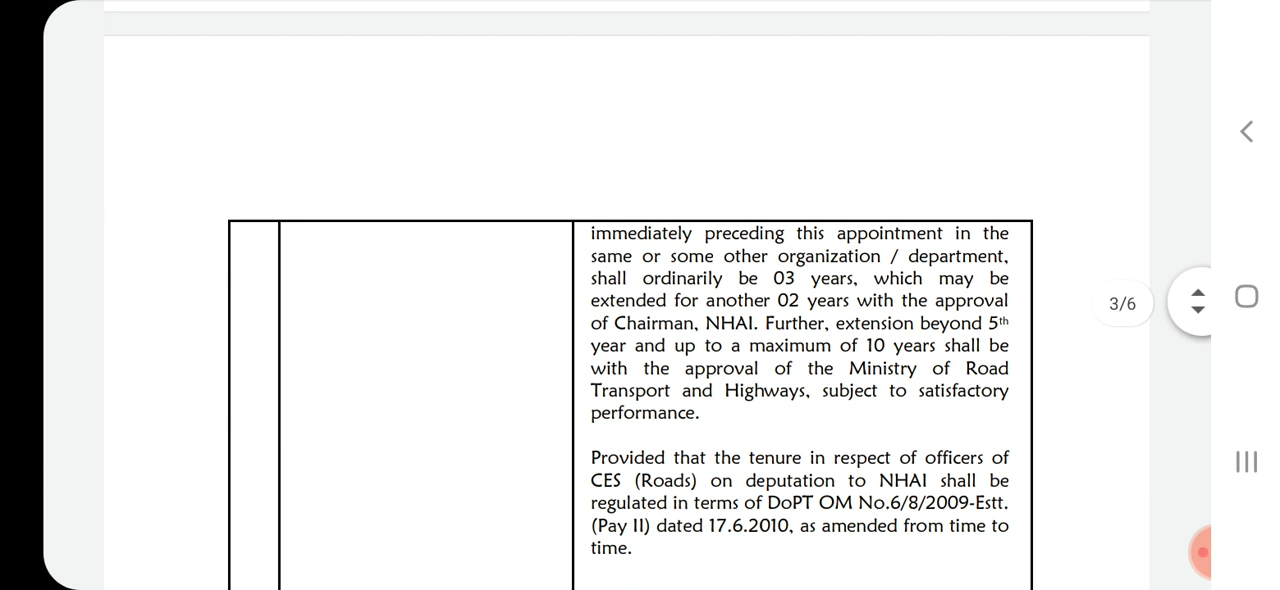 immediately preceding this appointment in the
same or some other organization / department,
shall ordinarily be 03 years, which may be
extended for another 02 years with the approval
of Chairman, NHAI. Further, extension beyond 5th
year and up to a maximum of 10 years shall be
with the approval of the Ministry of Road
Transport and Highways, subject to satisfactory
performance.
Provided that the tenure in respect of officers of
CES (Roads) on deputation to NHAI shall be
regulated in terms of DoPT OM No.6/8/2009-Estt.
(Pay II) dated 17.6.2010, as amended from time to
time.
3/6